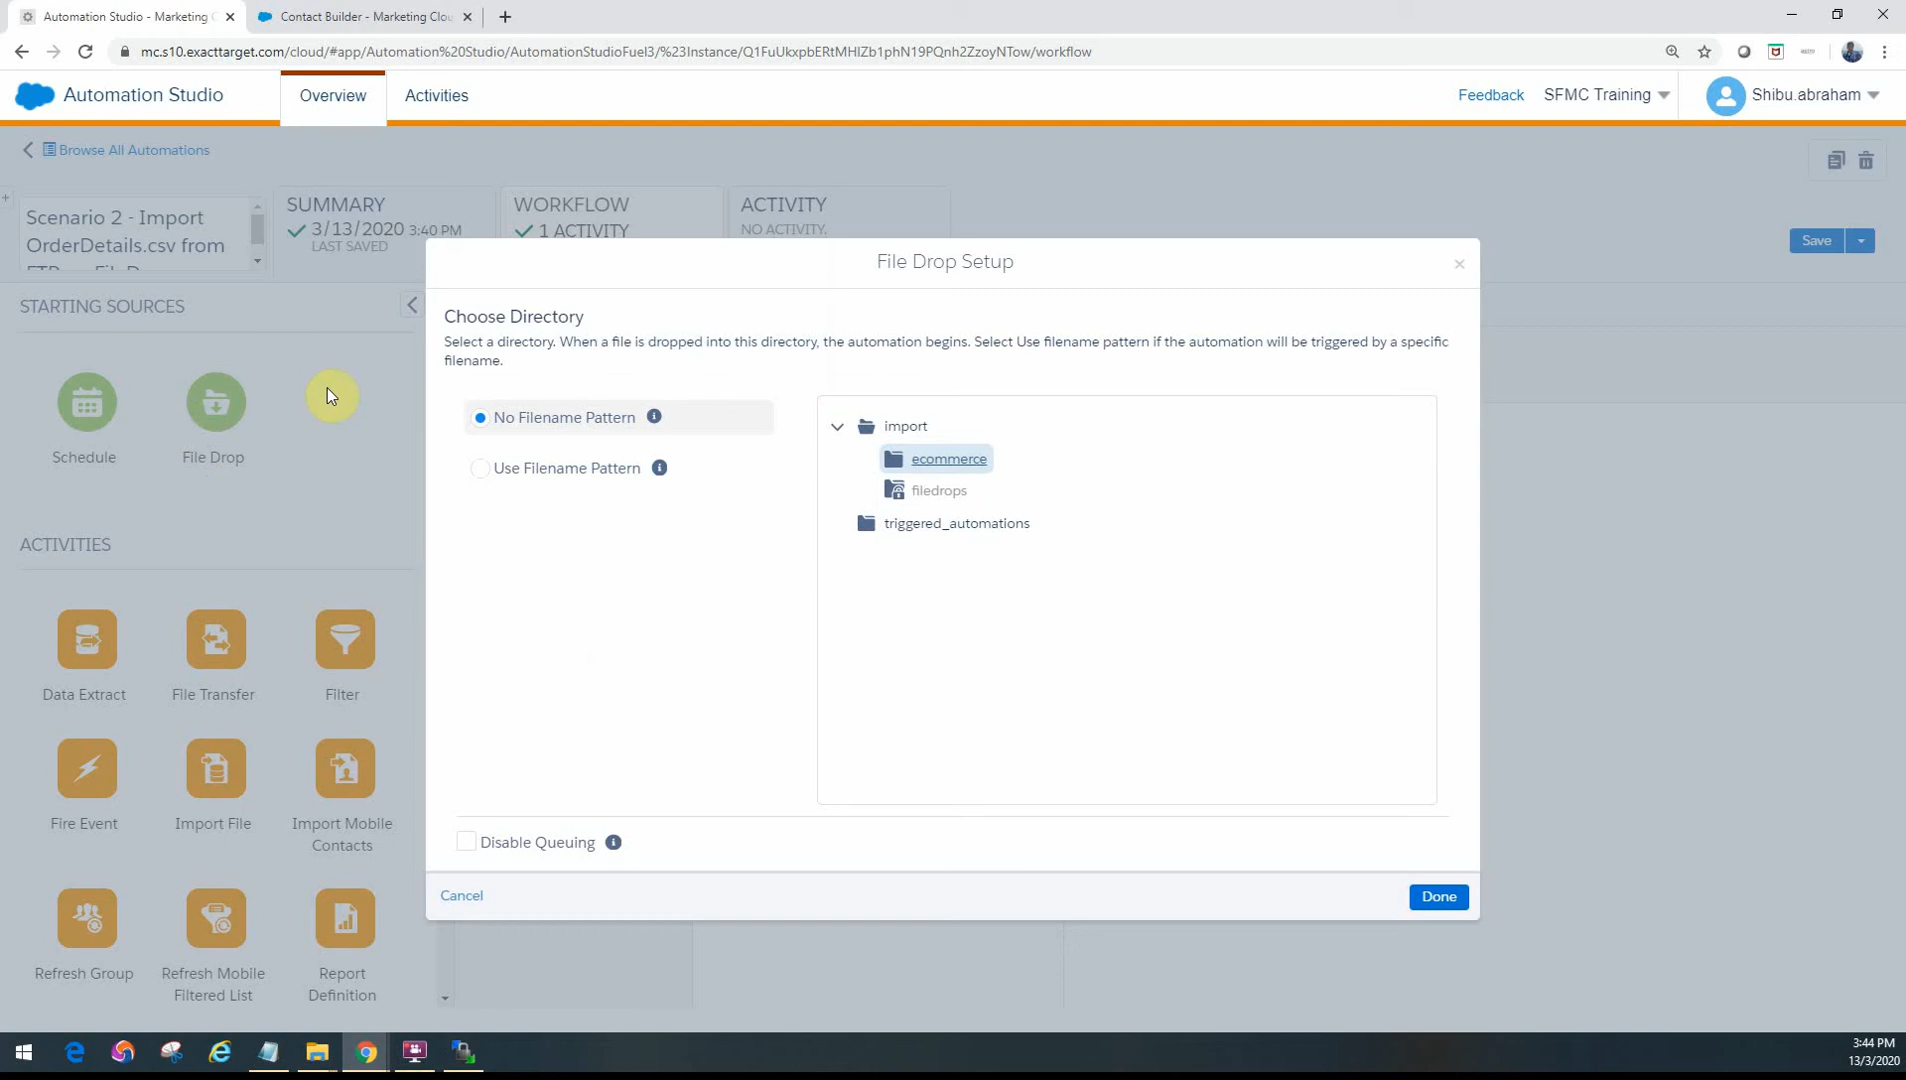 Automation Studio - Marketing C
Contact Builder - Marketing Clou
mc.s10.exacttarget.com/cloud/#app/Automation%20Studio/AutomationStudioFuel3/%23Instance/Q1FuUkxpbERtMHlZb1phN19PQnh2ZzoyNTow/workflow
Automation Studio
Overview
Activities
Feedback
SFMC Training
Shibu.abraham
Browse All Automations
Scenario 2 - Import
OrderDetails.csv from
SUMMARY
3/13/2020 3:40 PM
LAST SAVED
WORKFLOW
1 ACTIVITY
ACTIVITY
NO ACTIVITY.
Save
File Drop Setup
STARTING SOURCES
Schedule
File Drop
Choose Directory
Select a directory. When a file is dropped into this directory, the automation begins. Select Use filename pattern if the automation will be triggered by a specific
filename.
No Filename Pattern
Use Filename Pattern
import
ecommerce
filedrops
triggered_automations
ACTIVITIES
Data Extract
File Transfer
Filter
Fire Event
Import File
Import Mobile
Contacts
Refresh Group
Refresh Mobile
Filtered List
Report
Definition
Disable Queuing
Cancel
Done
3:44 PM
13/3/2020